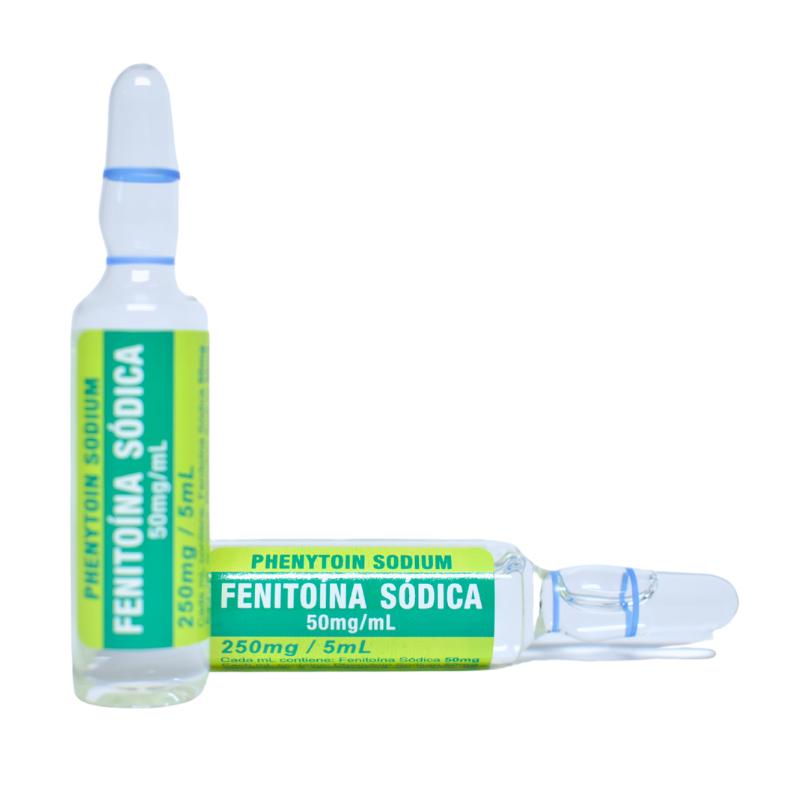 PHENYTOIN SODIUM
FENITOÍNA SÓDICA
50mg/mL
250mg / 5mL
PHENYTOIN SODIUM
FENITOÍNA SÓDICA
50mg/mL
250mg / 5mL
Cada mL contiene: Fenitoína Sódica 50mg